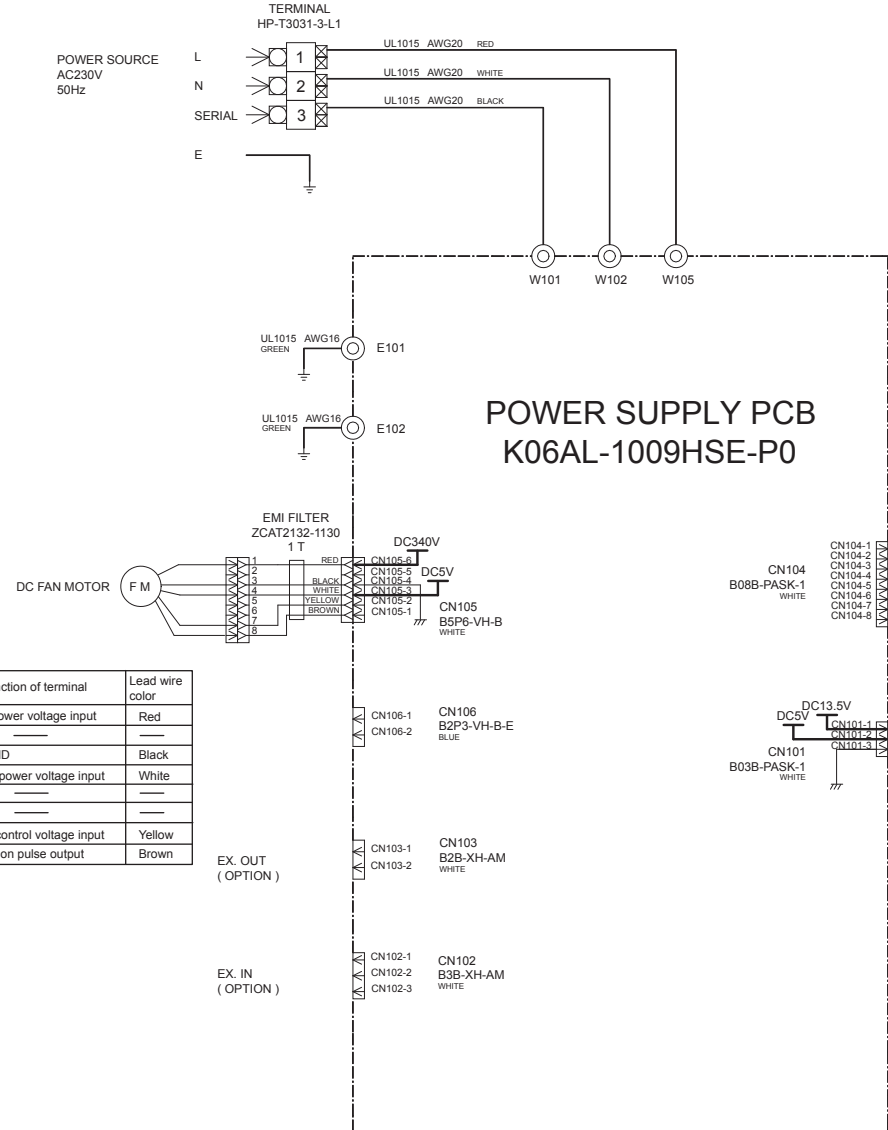 TERMINAL
HP-T3031-3-L1
POWER SOURCE
AC230V
50Hz
L
N
SERIAL
E
1
2
3
UL1015 AWG20 RED
UL1015 AWG20 WHITE
UL1015 AWG20 BLACK
W101
W102
W105
UL1015 AWG16
GREEN
E101
UL1015 AWG16
GREEN
E102
POWER SUPPLY PCB
K06AL-1009HSE-P0
EMI FILTER
ZCAT2132-1130
1 T
DC FAN MOTOR
F M
1
2
3
4
5
6
7
8
RED
BLACK
WHITE
YELLOW
BROWN
CN105-6
CN105-5
CN105-4
CN105-3
CN105-2
CN105-1
DC340V
DC5V
CN105
B5P6-VH-B
WHITE
CN104-1
CN104-2
CN104-3
CN104-4
CN104-5
CN104-6
CN104-7
CN104-8
CN104
B08B-PASK-1
WHITE
ction of terminal
Lead wire
color
ower voltage input
Red
ND
Black
power voltage input
White
control voltage input
Yellow
on pulse output
Brown
CN106-1
CN106-2
CN106
B2P3-VH-B-E
BLUE
DC13.5V
DC5V
CN101-1
CN101-2
CN101-3
CN101
B03B-PASK-1
WHITE
EX. OUT
( OPTION )
CN103-1
CN103-2
CN103
B2B-XH-AM
WHITE
EX. IN
( OPTION )
CN102-1
CN102-2
CN102-3
CN102
B3B-XH-AM
WHITE